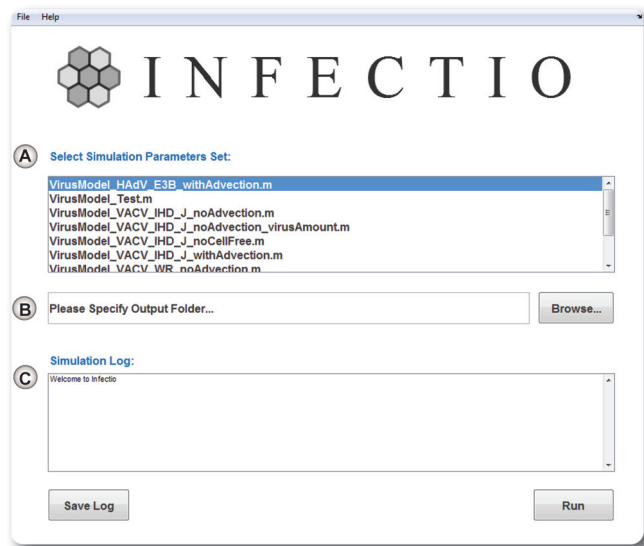 File Help
INFECTIO
A Select Simulation Parameters Set:
VirusModel_HAdV_E3B_withAdvection.m
VirusModel_Test.m
VirusModel_VACV_IHD_J_noAdvection.m
VirusModel_VACV_IHD_J_noAdvection_virusAmount.m
VirusModel_VACV_IHD_J_noCellFree.m
VirusModel_VACV_IHD_J_withAdvection.m
VirusModel_VACV_WR_noAdvection.m
B Please Specify Output Folder... Browse...
Simulation Log:
C
Welcome to Infectio
Save Log Run